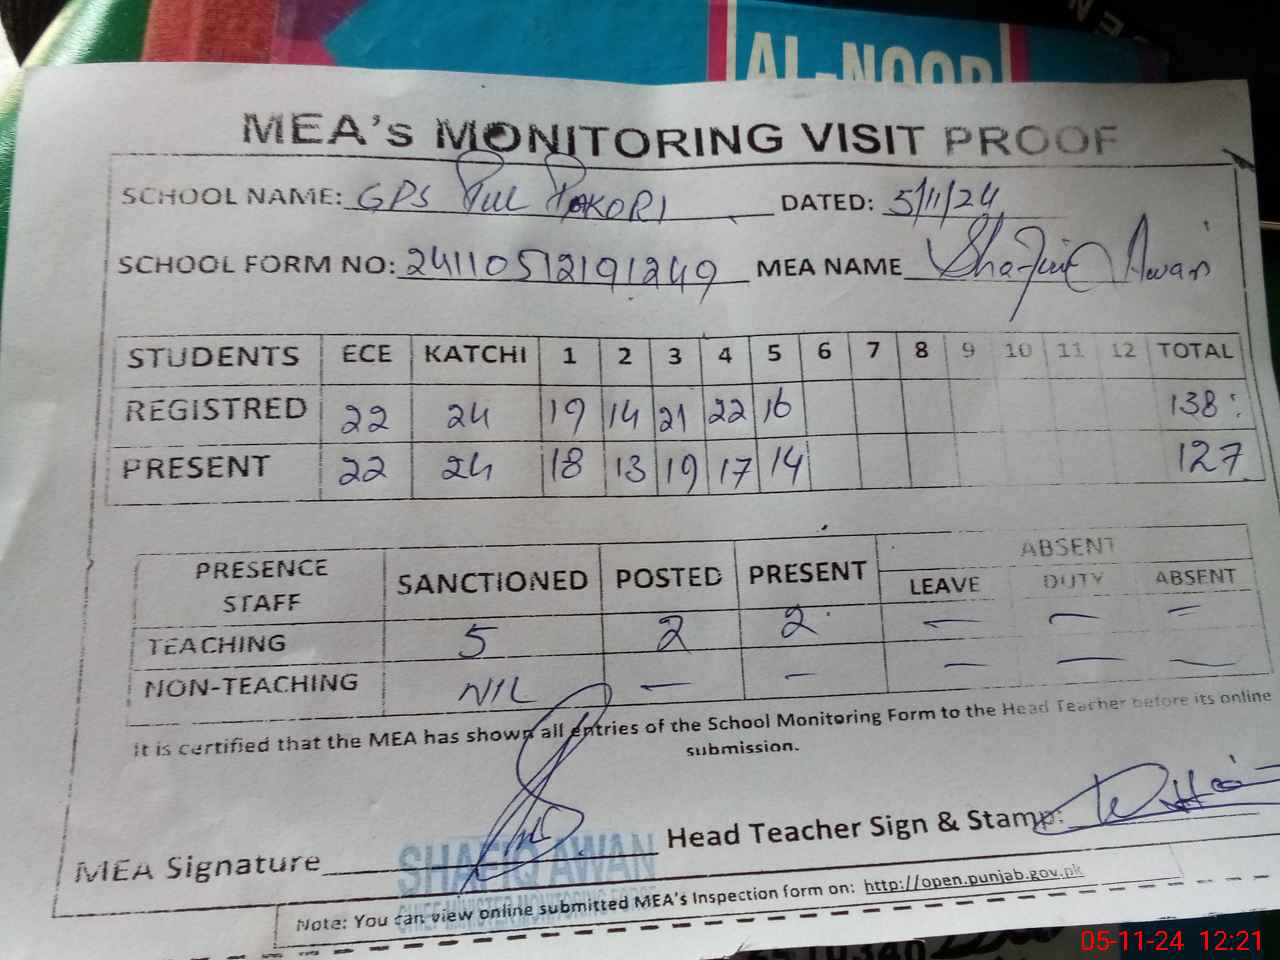 AL-NOOR
MEA's MONITORING VISIT PROOF
SCHOOL NAME: GPS Pul PAKORI DATED: 5/11/24
SCHOOL FORM NO: 24110512191249 MEA NAME Shafiq Awan
STUDENTS ECE KATCHI 1 2 3 4 5 6 7 8 9 10 11 12 TOTAL
REGISTRED 22 24 19 14 21 22 16 138
PRESENT 22 24 18 13 19 17 14 127
PRESENCE STAFF SANCTIONED POSTED PRESENT ABSENT
LEAVE DUTY ABSENT
TEACHING 5 2 2 — — —
NON-TEACHING NIL — — — — —
It is certified that the MEA has shown all entries of the School Monitoring Form to the Head Teacher before its online
submission.
MEA Signature Head Teacher Sign & Stamp:
SHAFIQ AWAN
CHIEF MINISTER MONITORING FORCE
Note: You can view online submitted MEA's Inspection form on: http://open.punjab.gov.pk
05-11-24 12:21